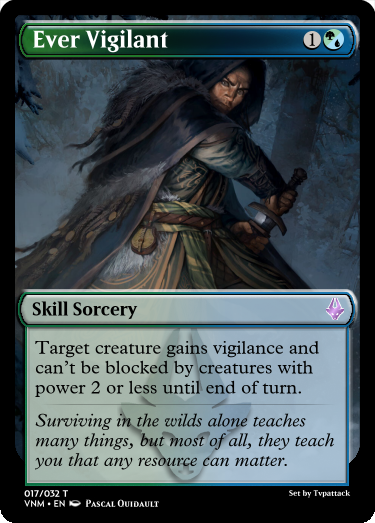 Ever Vigilant 1
Skill Sorcery
Target creature gains vigilance and
can't be blocked by creatures with
power 2 or less until end of turn.
Surviving in the wilds alone teaches
many things, but most of all, they teach
you that any resource can matter.
017/032 T Set by Tvpattack
VNM • EN Pascal Quidault